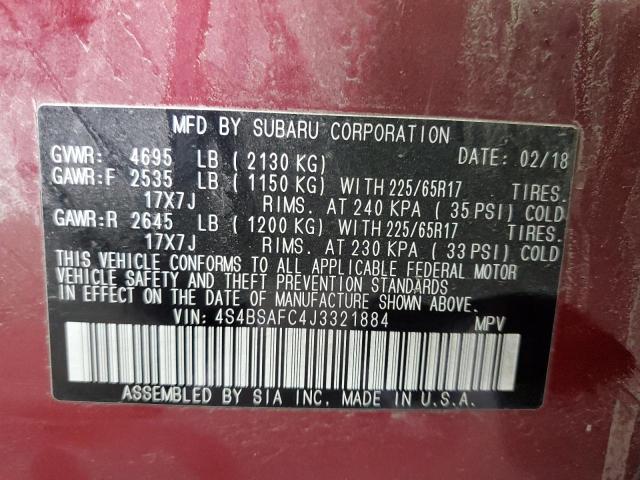 MFD BY SUBARU CORPORATION
GVWR: 4695 LB ( 2130 KG) DATE: 02/18
GAWR:F 2535 LB ( 1150 KG) WITH 225/65R17 TIRES.
17X7J RIMS. AT 240 KPA ( 35 PSI) COLD
GAWR:R 2645 LB ( 1200 KG) WITH 225/65R17 TIRES.
17X7J RIMS. AT 230 KPA ( 33 PSI) COLD
THIS VEHICLE CONFORMS TO ALL APPLICABLE FEDERAL MOTOR
VEHICLE SAFETY AND THEFT PREVENTION STANDARDS
IN EFFECT ON THE DATE OF MANUFACTURE SHOWN ABOVE.
VIN: 4S4BSAFC4J3321884 MPV
ASSEMBLED BY SIA INC. MADE IN U.S.A.